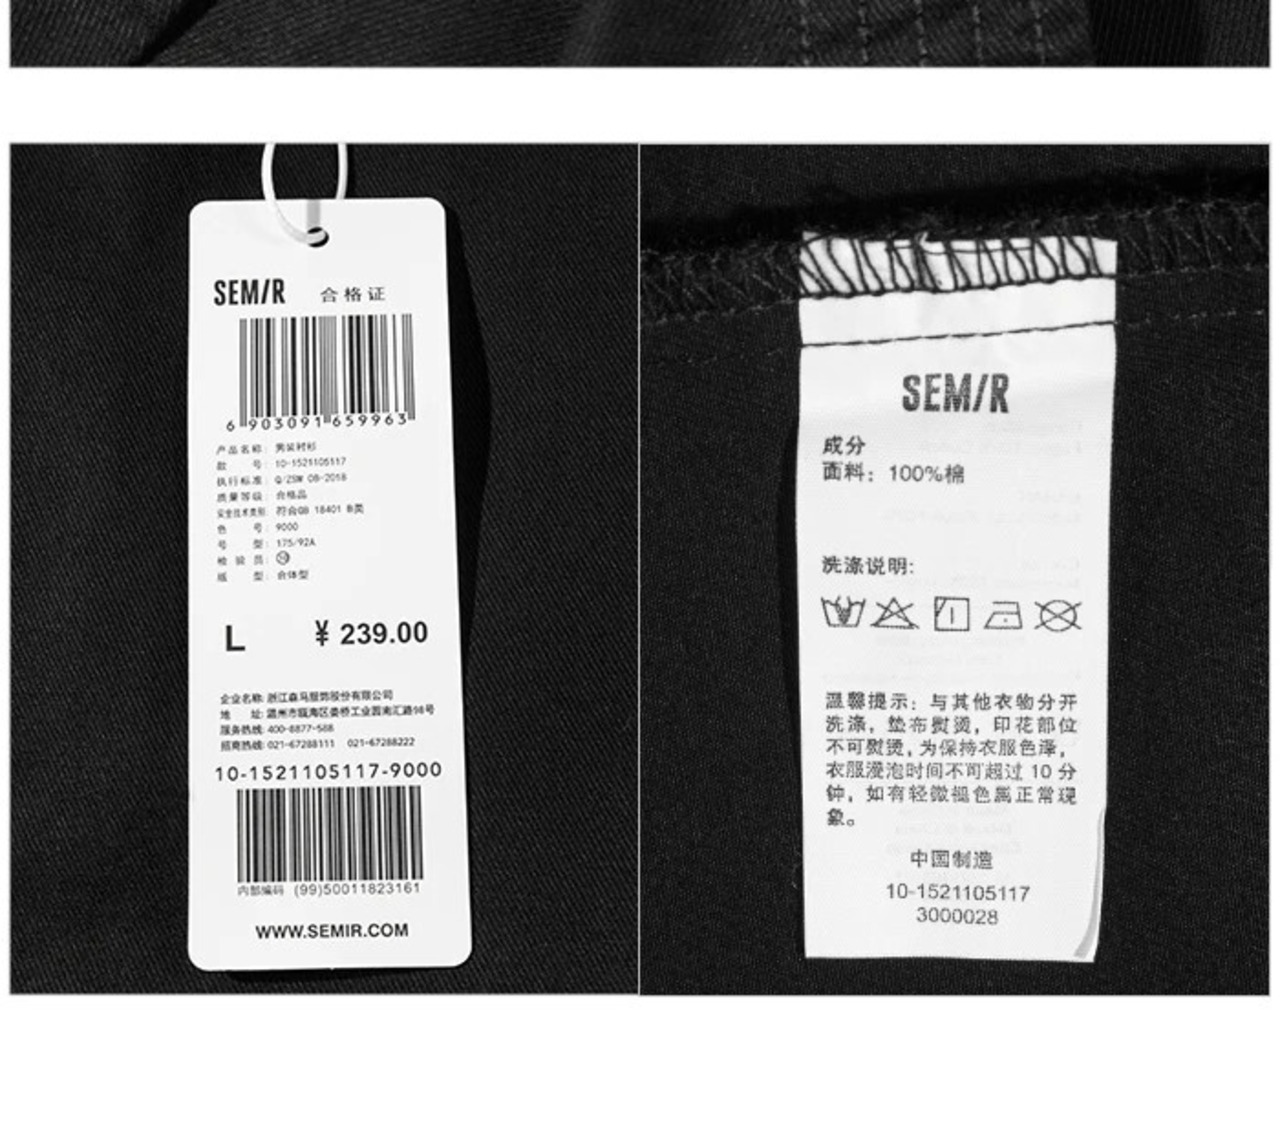 SEM/R 合格证
6 903091 659963
产品名称: 男装衬衫
款 号: 10-1521105117
执行标准: Q/ZSM 08-2018
质量等级: 合格品
安全技术类别: 符合GB 18401 B类
色 号: 9000
号 型: 175/92A
检 验 员:
版 型: 合体型
L ¥ 239.00
企业名称: 浙江森马服饰股份有限公司
地 址: 温州市瓯海区娄桥工业园南汇路98号
服务热线: 400-8877-588
招商热线: 021-67288111 021-67288222
10-1521105117-9000
内部编码 (99)50011823161
WWW.SEMIR.COM
SEM/R
成分
面料: 100%棉
洗涤说明:
温馨提示: 与其他衣物分开
洗涤, 垫布熨烫, 印花部位
不可熨烫, 为保持衣服色泽,
衣服浸泡时间不可超过 10 分
钟, 如有轻微褪色属正常现
象。
中国制造
10-1521105117
3000028